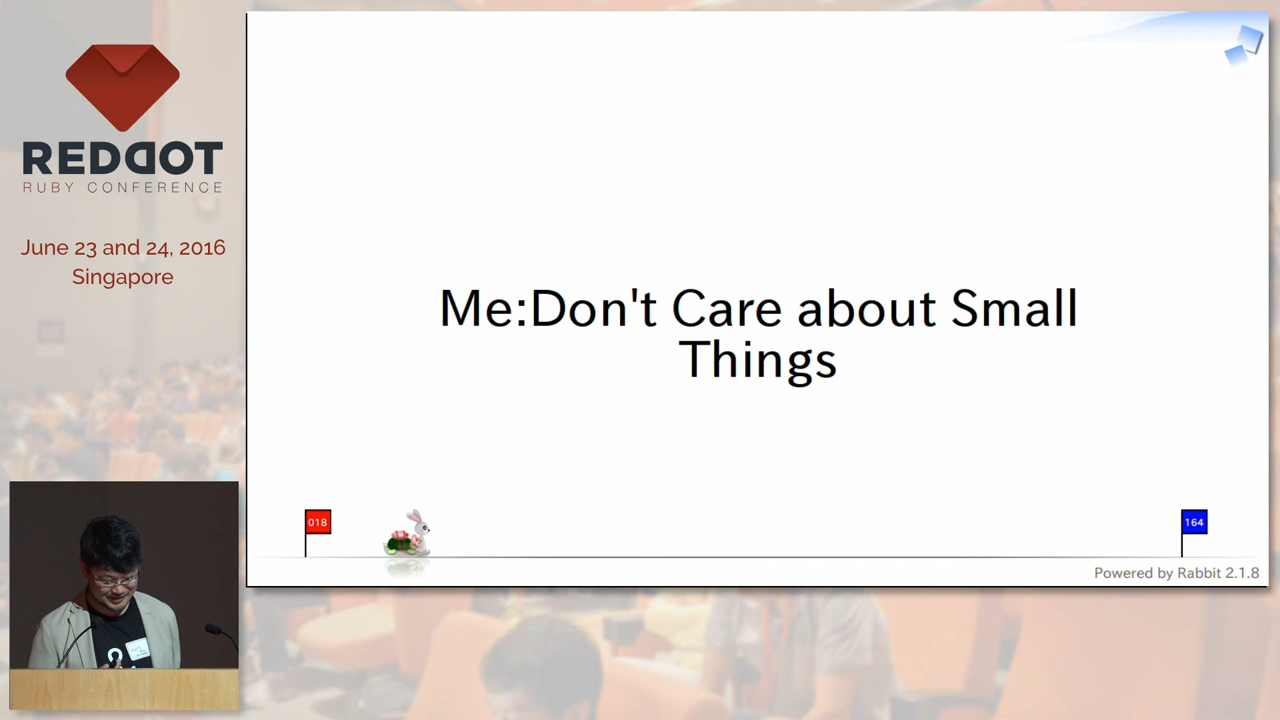 REDDOT
RUBY CONFERENCE
June 23 and 24, 2016
Singapore
Me:Don't Care about Small
Things
018
164
Powered by Rabbit 2.1.8